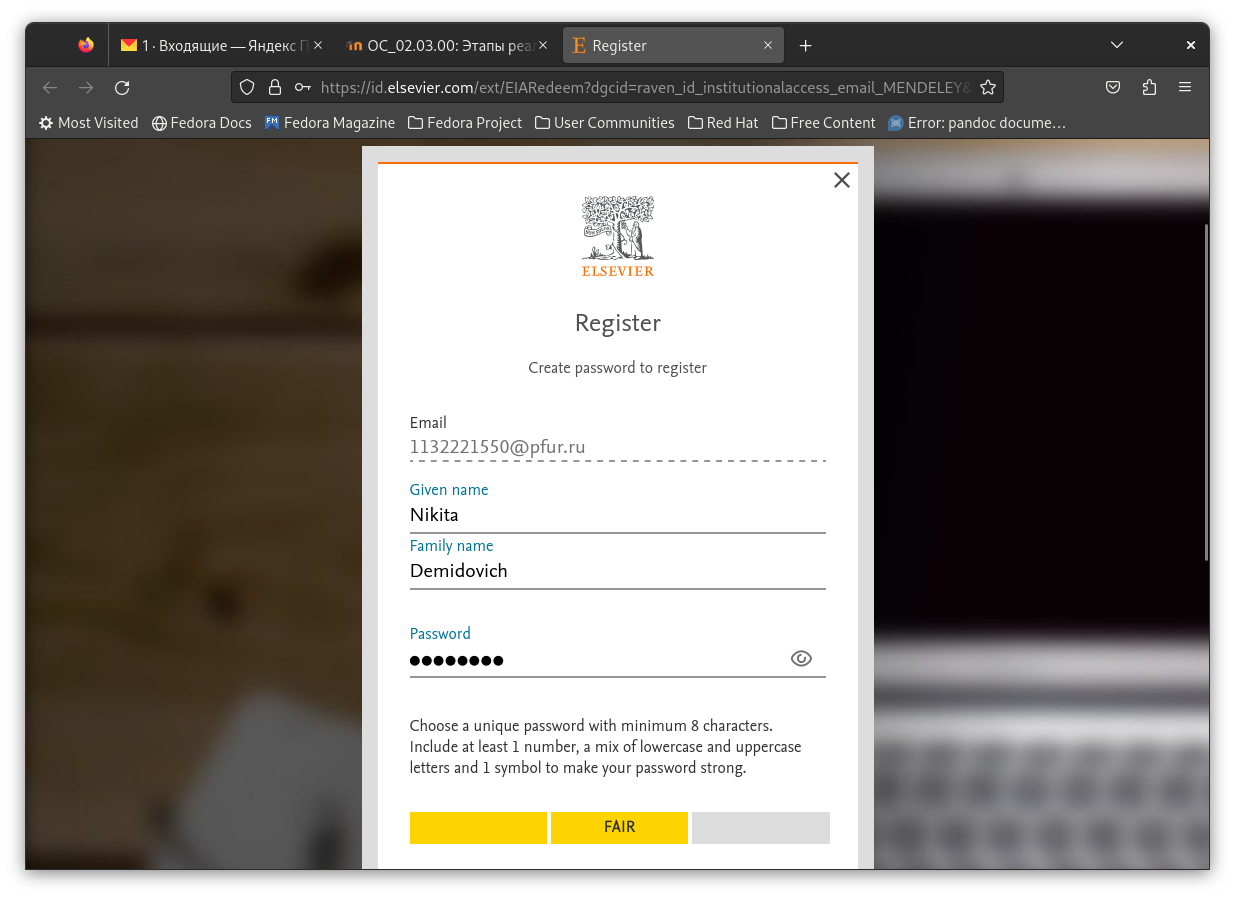 1 · Входящие — Яндекс П
ОС_02.03.00: Этапы реа
Register
https://id.elsevier.com/ext/EIARedeem?dgcid=raven_id_institutionalaccess_email_MENDELEY&
Most Visited
Fedora Docs
Fedora Magazine
Fedora Project
User Communities
Red Hat
Free Content
Error: pandoc docume…
ELSEVIER
Register
Create password to register
Email
1132221550@pfur.ru
Given name
Nikita
Family name
Demidovich
Password
Choose a unique password with minimum 8 characters.
Include at least 1 number, a mix of lowercase and uppercase
letters and 1 symbol to make your password strong.
FAIR